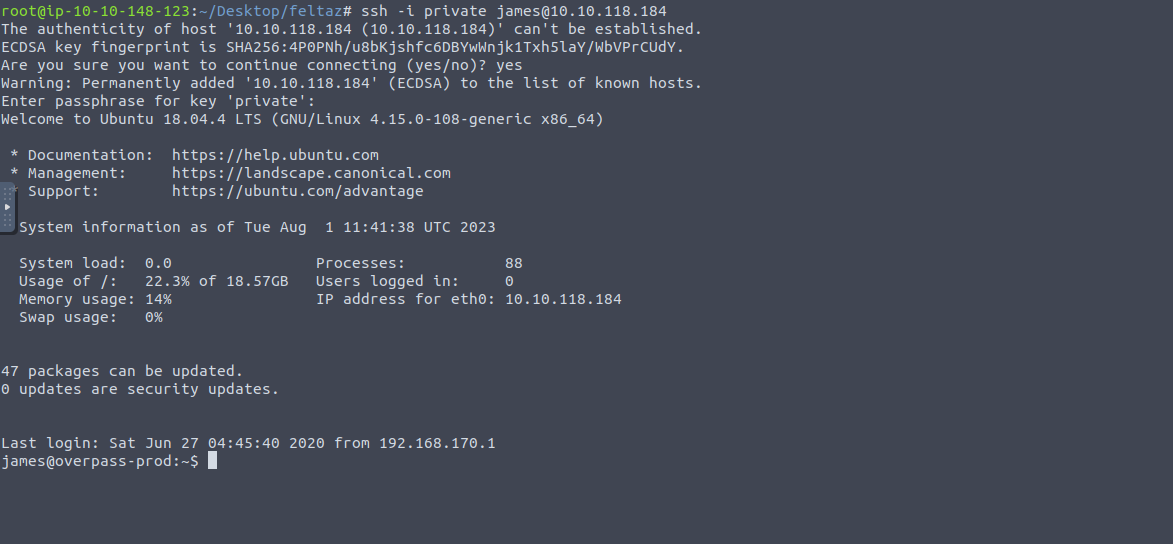 root@ip-10-10-148-123:~/Desktop/feltaz# ssh -i private james@10.10.118.184
The authenticity of host '10.10.118.184 (10.10.118.184)' can't be established.
ECDSA key fingerprint is SHA256:4P0PNh/u8bKjshfc6DBYwWnjk1Txh5laY/WbVPrCUdY.
Are you sure you want to continue connecting (yes/no)? yes
Warning: Permanently added '10.10.118.184' (ECDSA) to the list of known hosts.
Enter passphrase for key 'private':
Welcome to Ubuntu 18.04.4 LTS (GNU/Linux 4.15.0-108-generic x86_64)
* Documentation:  https://help.ubuntu.com
* Management:     https://landscape.canonical.com
* Support:        https://ubuntu.com/advantage
System information as of Tue Aug  1 11:41:38 UTC 2023
System load:  0.0                Processes:           88
Usage of /:   22.3% of 18.57GB   Users logged in:     0
Memory usage: 14%                IP address for eth0: 10.10.118.184
Swap usage:   0%
47 packages can be updated.
0 updates are security updates.
Last login: Sat Jun 27 04:45:40 2020 from 192.168.170.1
james@overpass-prod:~$